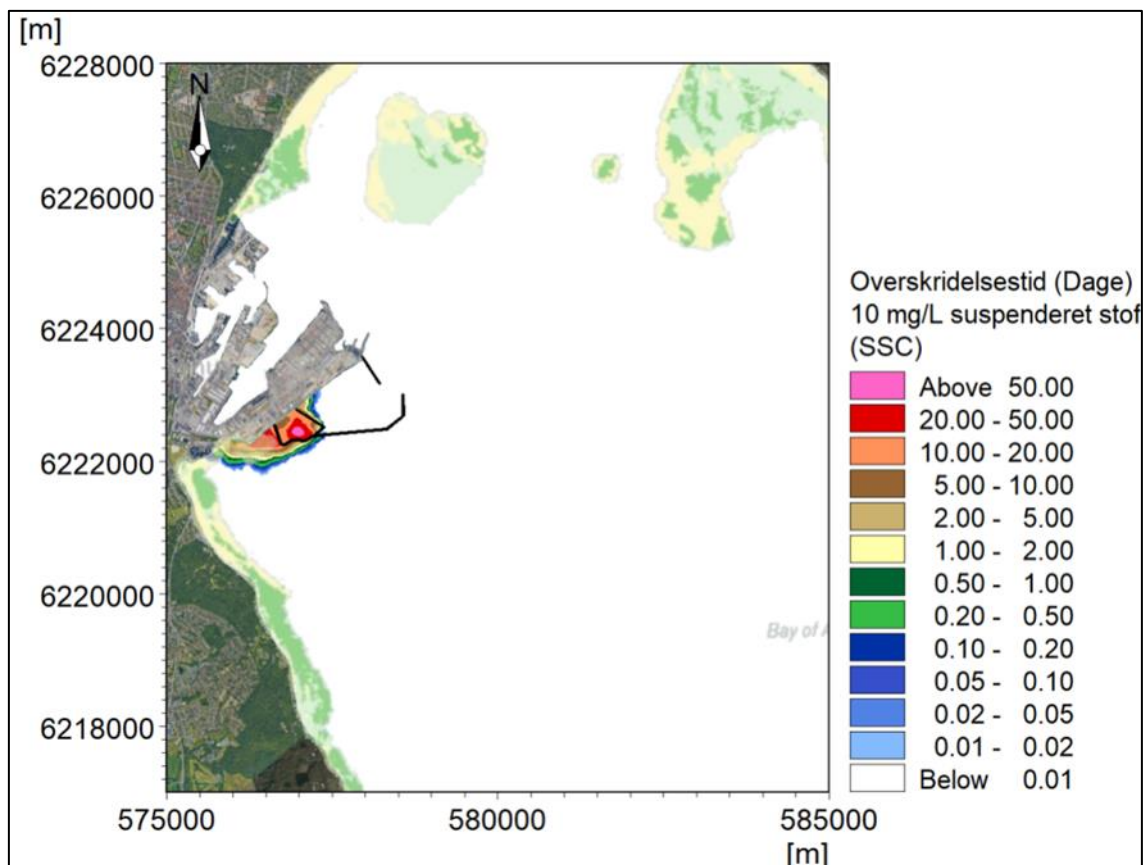 [m]
6228000
N
6226000
6224000
6222000
6220000
6218000
575000
580000
585000
[m]
Bay of A
Overskridelsestid (Dage)
10 mg/L suspenderet stof
(SSC)
Above 50.00
20.00 - 50.00
10.00 - 20.00
5.00 - 10.00
2.00 - 5.00
1.00 - 2.00
0.50 - 1.00
0.20 - 0.50
0.10 - 0.20
0.05 - 0.10
0.02 - 0.05
0.01 - 0.02
Below 0.01